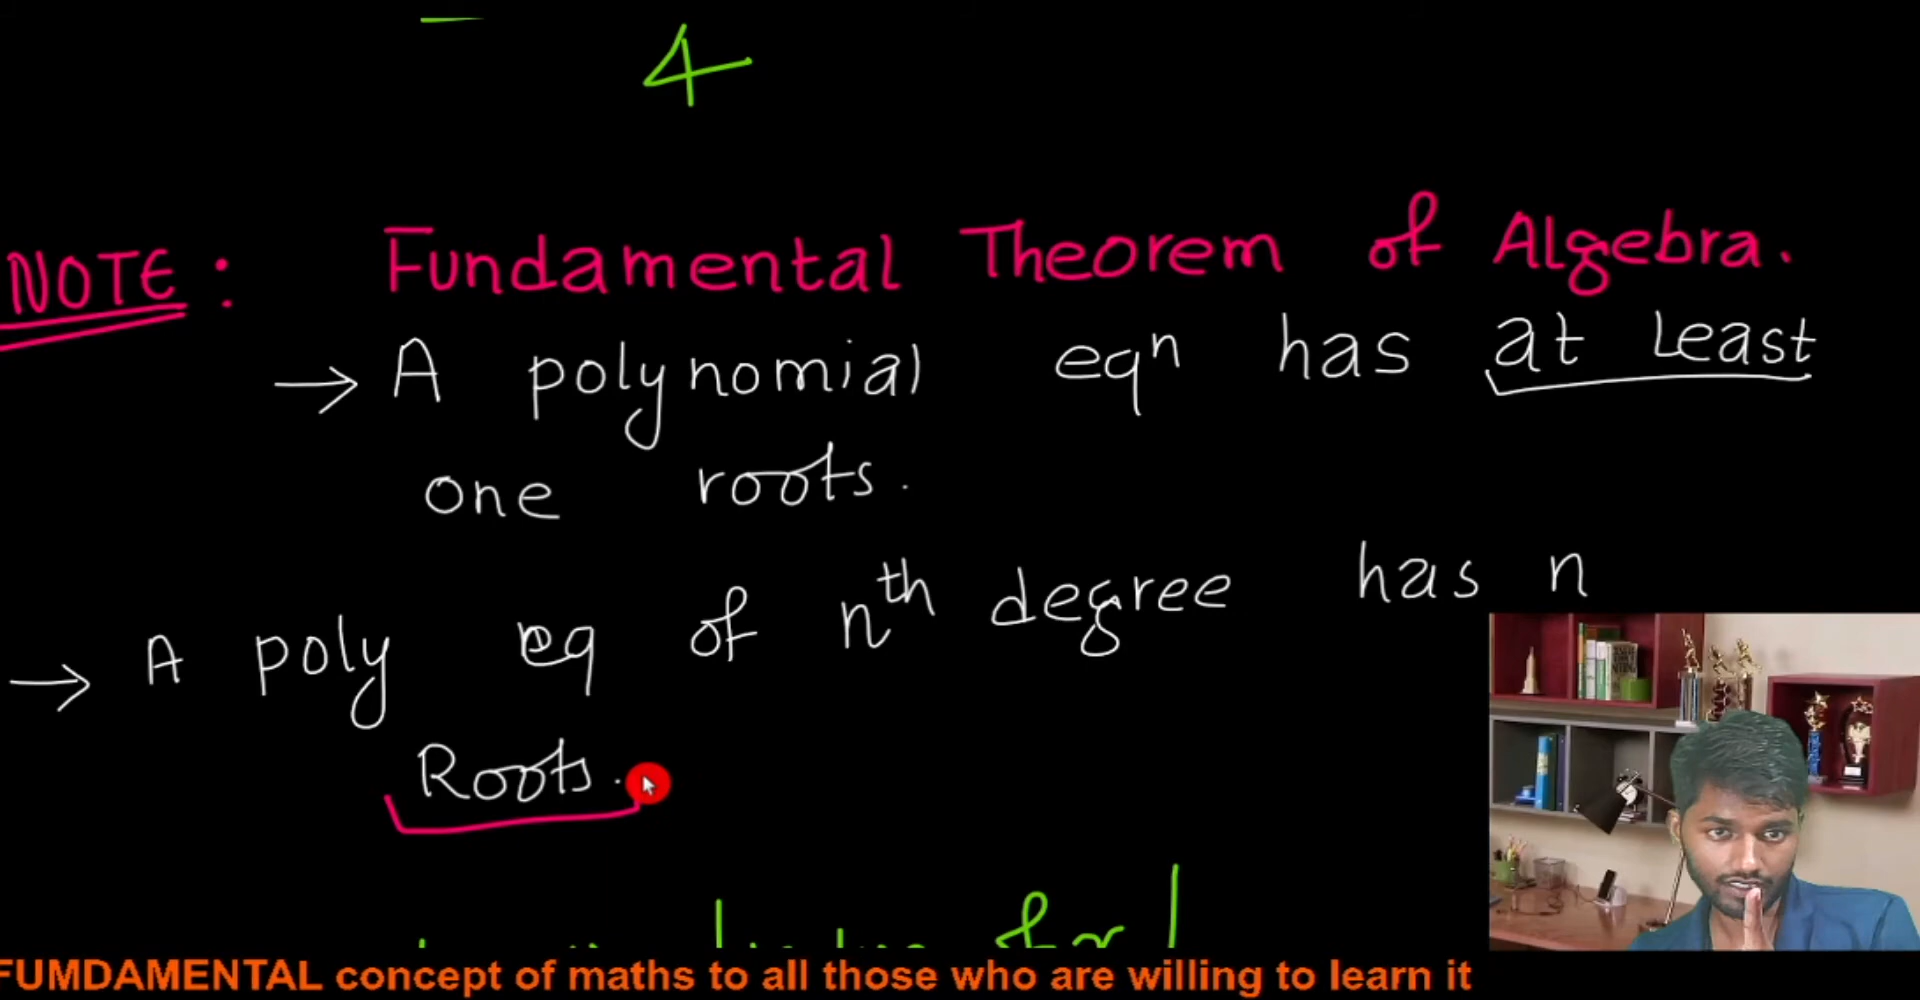 4
NOTE : Fundamental Theorem of Algebra.
→ A polynomial eqⁿ has at least
one roots.
→ A poly eq of nᵗʰ degree has n
Roots.
FUMDAMENTAL concept of maths to all those who are willing to learn it